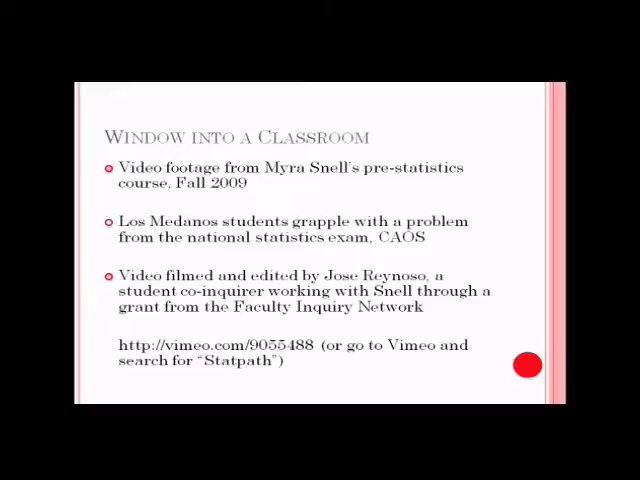 WINDOW INTO A CLASSROOM
Video footage from Myra Snell's pre-statistics
course, Fall 2009
Los Medanos students grapple with a problem
from the national statistics exam, CAOS
Video filmed and edited by Jose Reynoso, a
student co-inquirer working with Snell through a
grant from the Faculty Inquiry Network
http://vimeo.com/9055488 (or go to Vimeo and
search for “Statpath”)